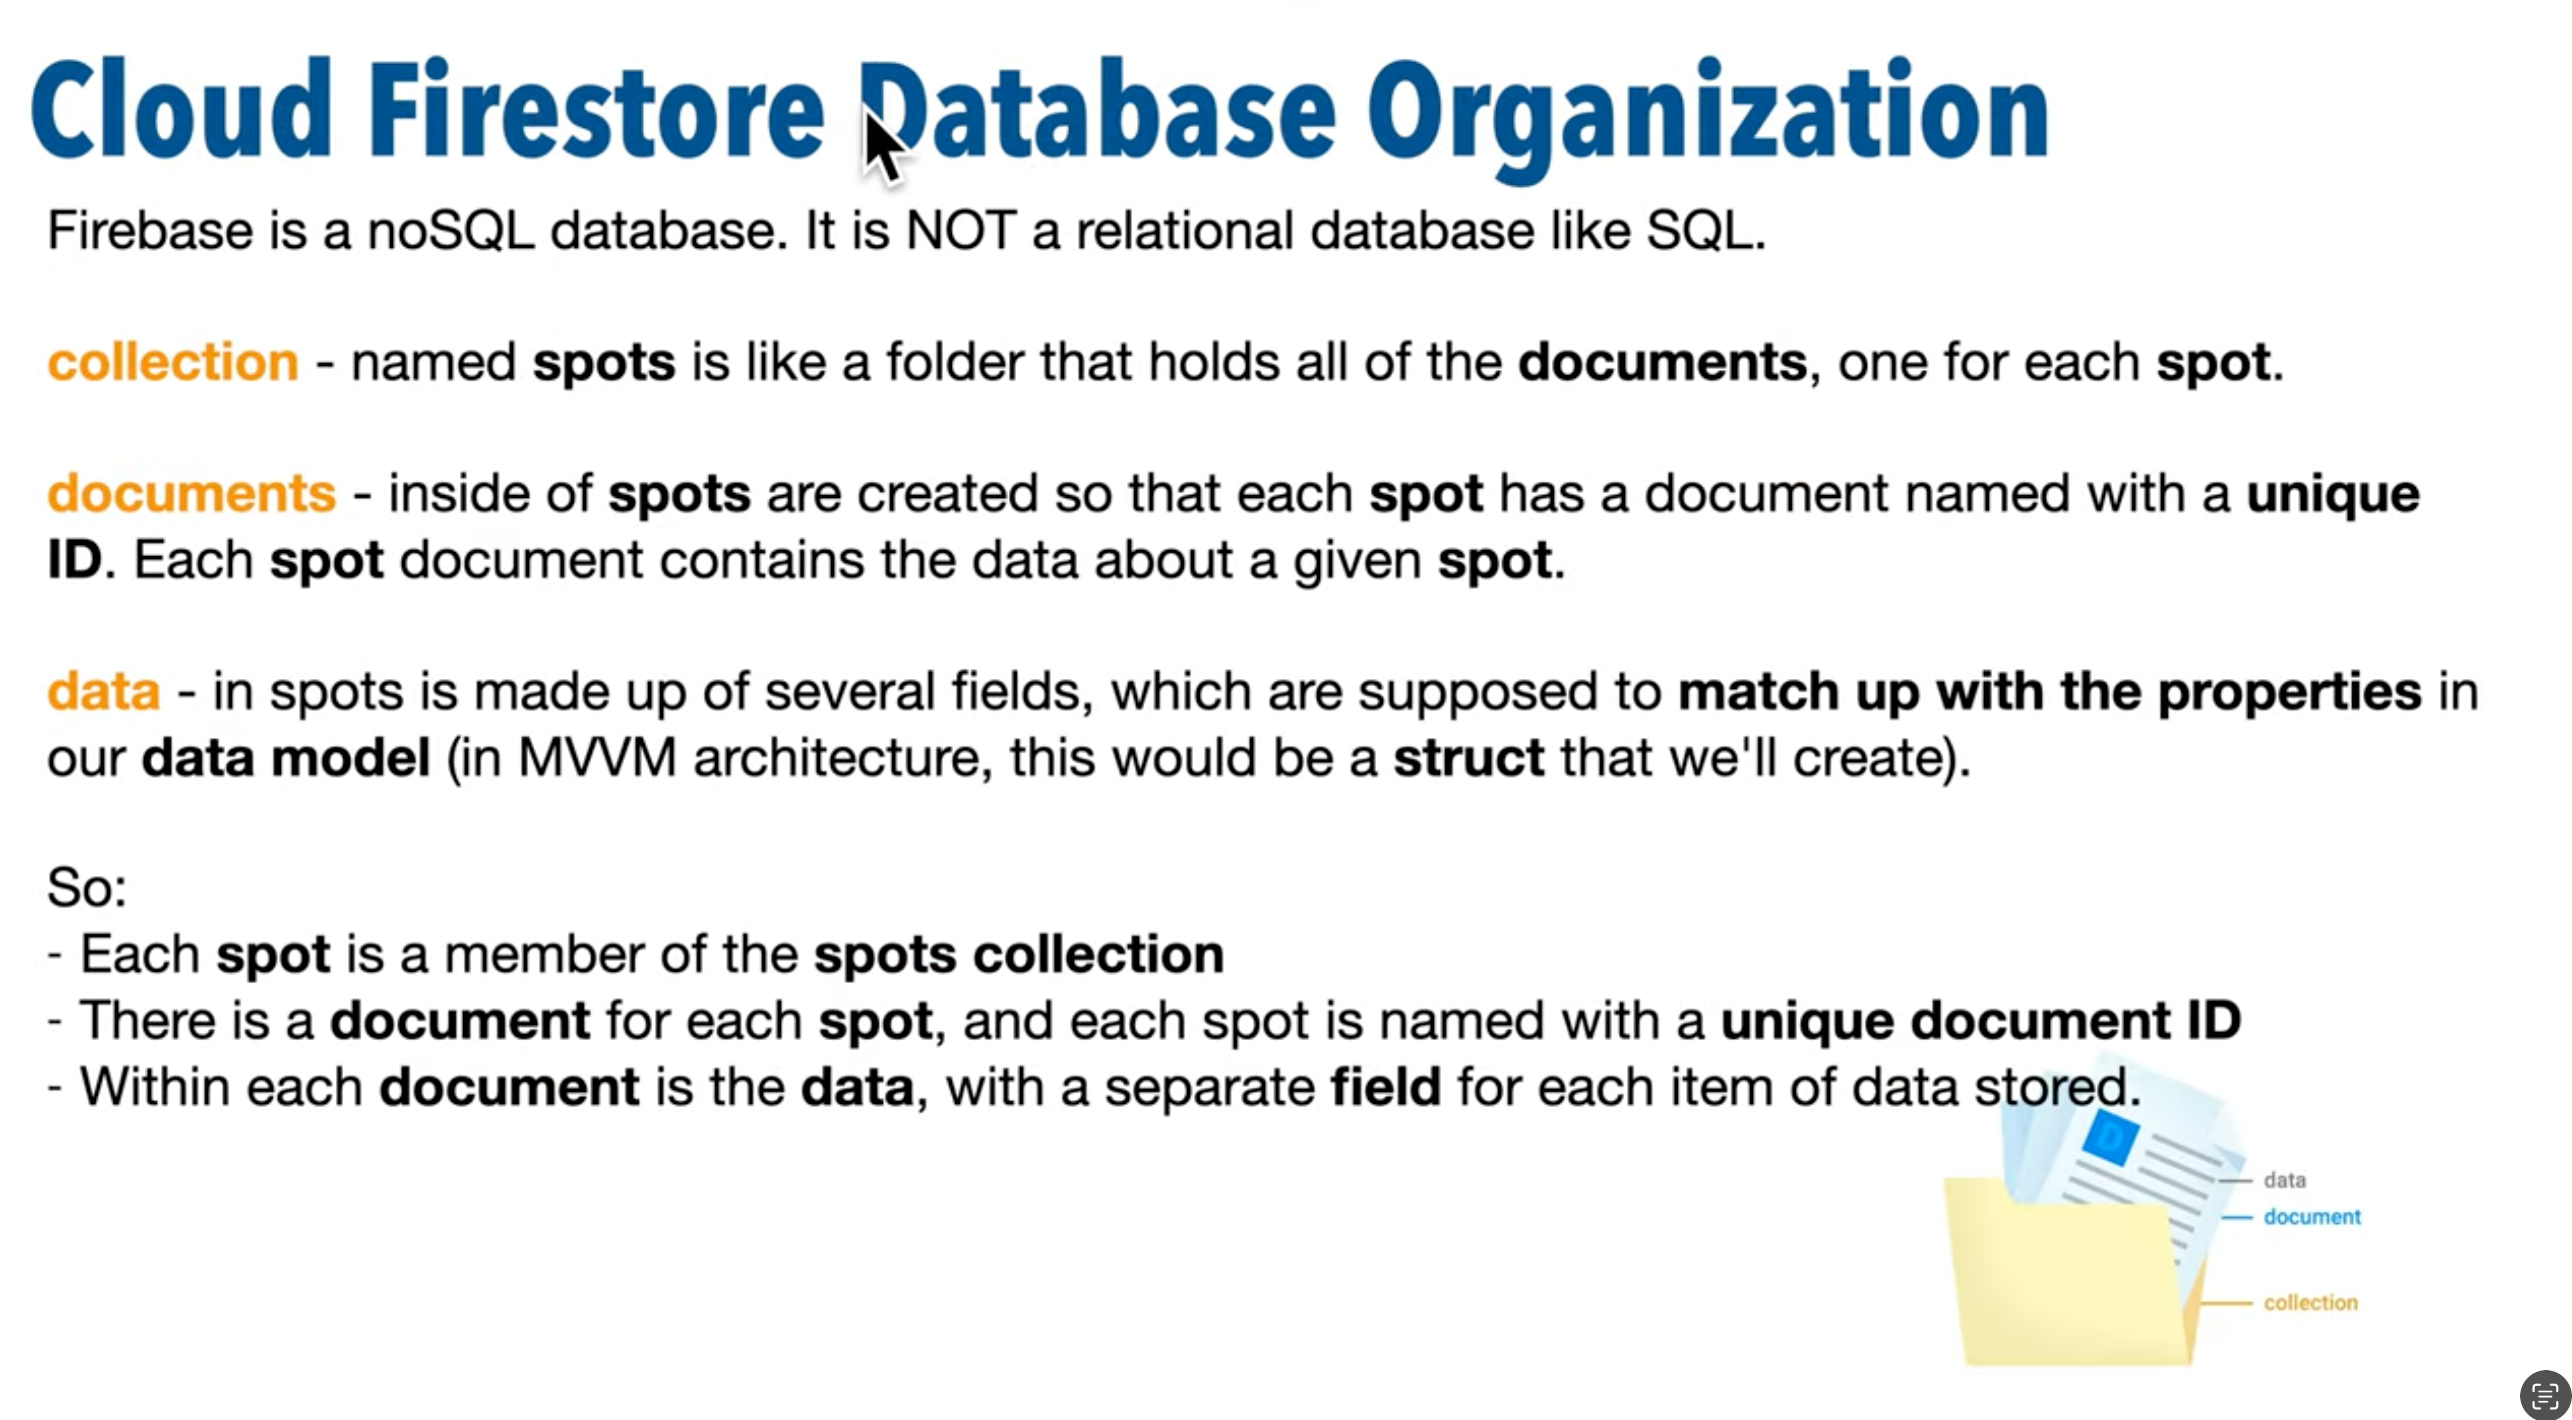 Cloud Firestore Database Organization
Firebase is a noSQL database. It is NOT a relational database like SQL.
collection - named spots is like a folder that holds all of the documents, one for each spot.
documents - inside of spots are created so that each spot has a document named with a unique
ID. Each spot document contains the data about a given spot.
data - in spots is made up of several fields, which are supposed to match up with the properties in
our data model (in MVVM architecture, this would be a struct that we'll create).
So:
- Each spot is a member of the spots collection
- There is a document for each spot, and each spot is named with a unique document ID
- Within each document is the data, with a separate field for each item of data stored.
D
data
document
collection